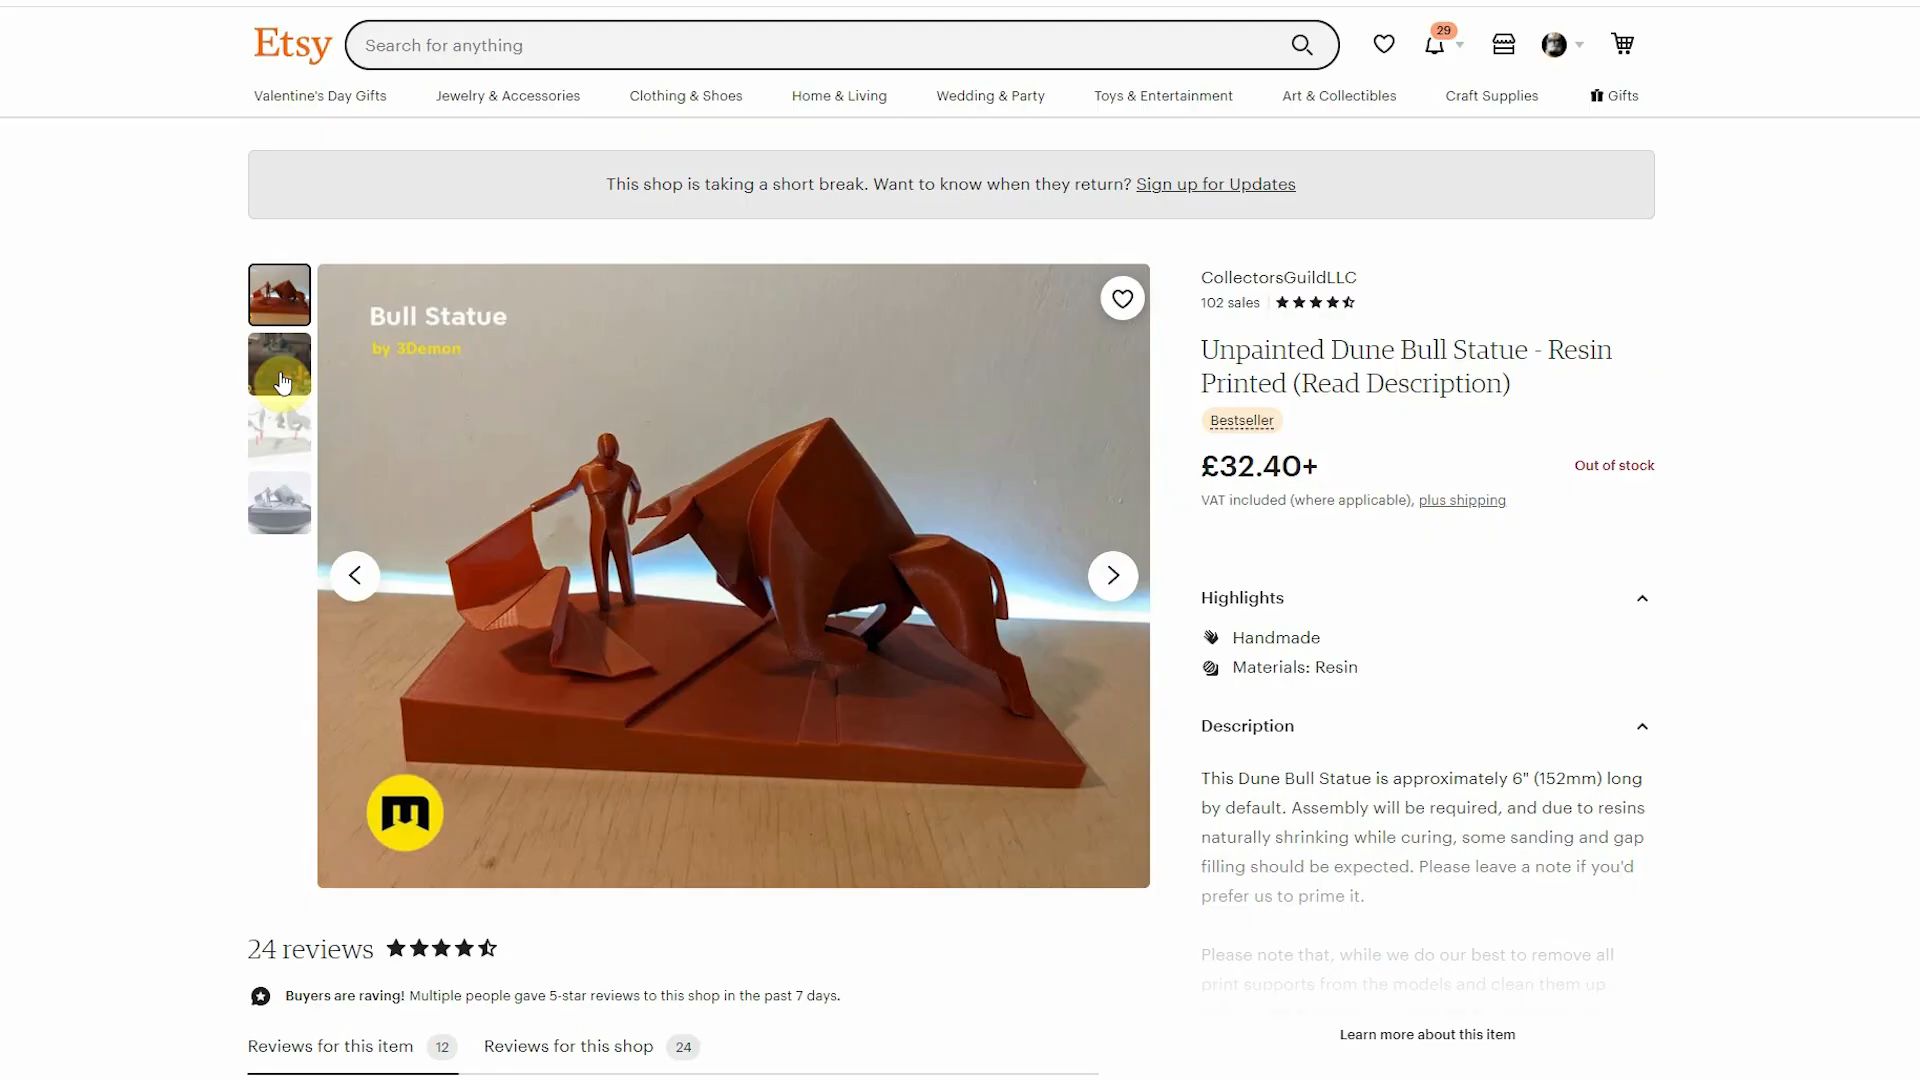 Etsy
Search for anything
29
Valentine's Day Gifts
Jewelry & Accessories
Clothing & Shoes
Home & Living
Wedding & Party
Toys & Entertainment
Art & Collectibles
Craft Supplies
Gifts
This shop is taking a short break. Want to know when they return? Sign up for Updates
Bull Statue
by 3Demon
CollectorsGuildLLC
102 sales
Unpainted Dune Bull Statue - Resin
Printed (Read Description)
Bestseller
£32.40+
Out of stock
VAT included (where applicable), plus shipping
Highlights
Handmade
Materials: Resin
Description
This Dune Bull Statue is approximately 6" (152mm) long
by default. Assembly will be required, and due to resins
naturally shrinking while curing, some sanding and gap
filling should be expected. Please leave a note if you'd
prefer us to prime it.
Please note that, while we do our best to remove all
print supports from the models and clean them up
Learn more about this item
24 reviews
Buyers are raving! Multiple people gave 5-star reviews to this shop in the past 7 days.
Reviews for this item 12
Reviews for this shop 24